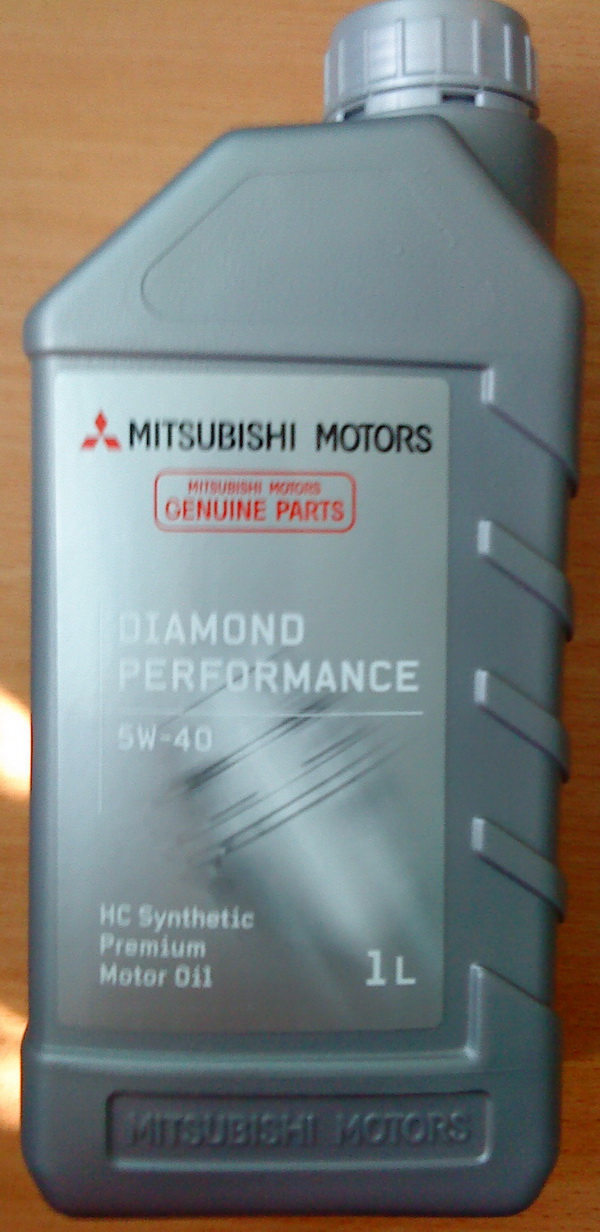 MITSUBISHI MOTORS
MITSUBISHI MOTORS
GENUINE PARTS
DIAMOND
PERFORMANCE
5W-40
HC Synthetic
Premium
Motor Oil
1L
MITSUBISHI MOTORS